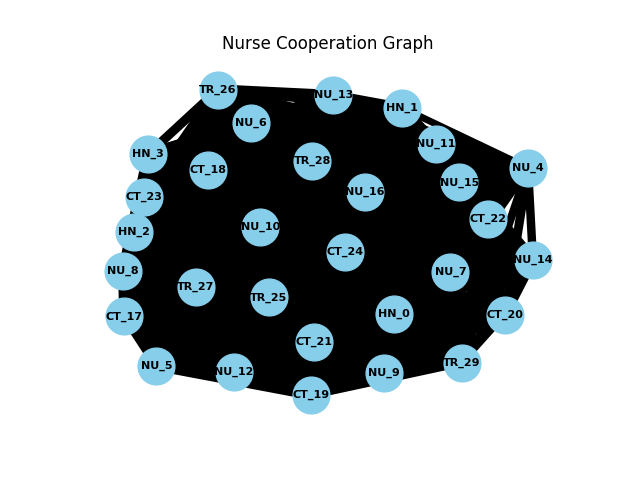 Nurse Cooperation Graph
TR_26
NU_13
HN_1
NU_6
NU_11
HN_3
TR_28
NU_4
CT_18
NU_15
NU_16
CT_23
CT_22
NU_10
HN_2
CT_24
NU_14
NU_8
NU_7
TR_27
TR_25
HN_0
CT_20
CT_17
CT_21
TR_29
NU_5
NU_12
NU_9
CT_19